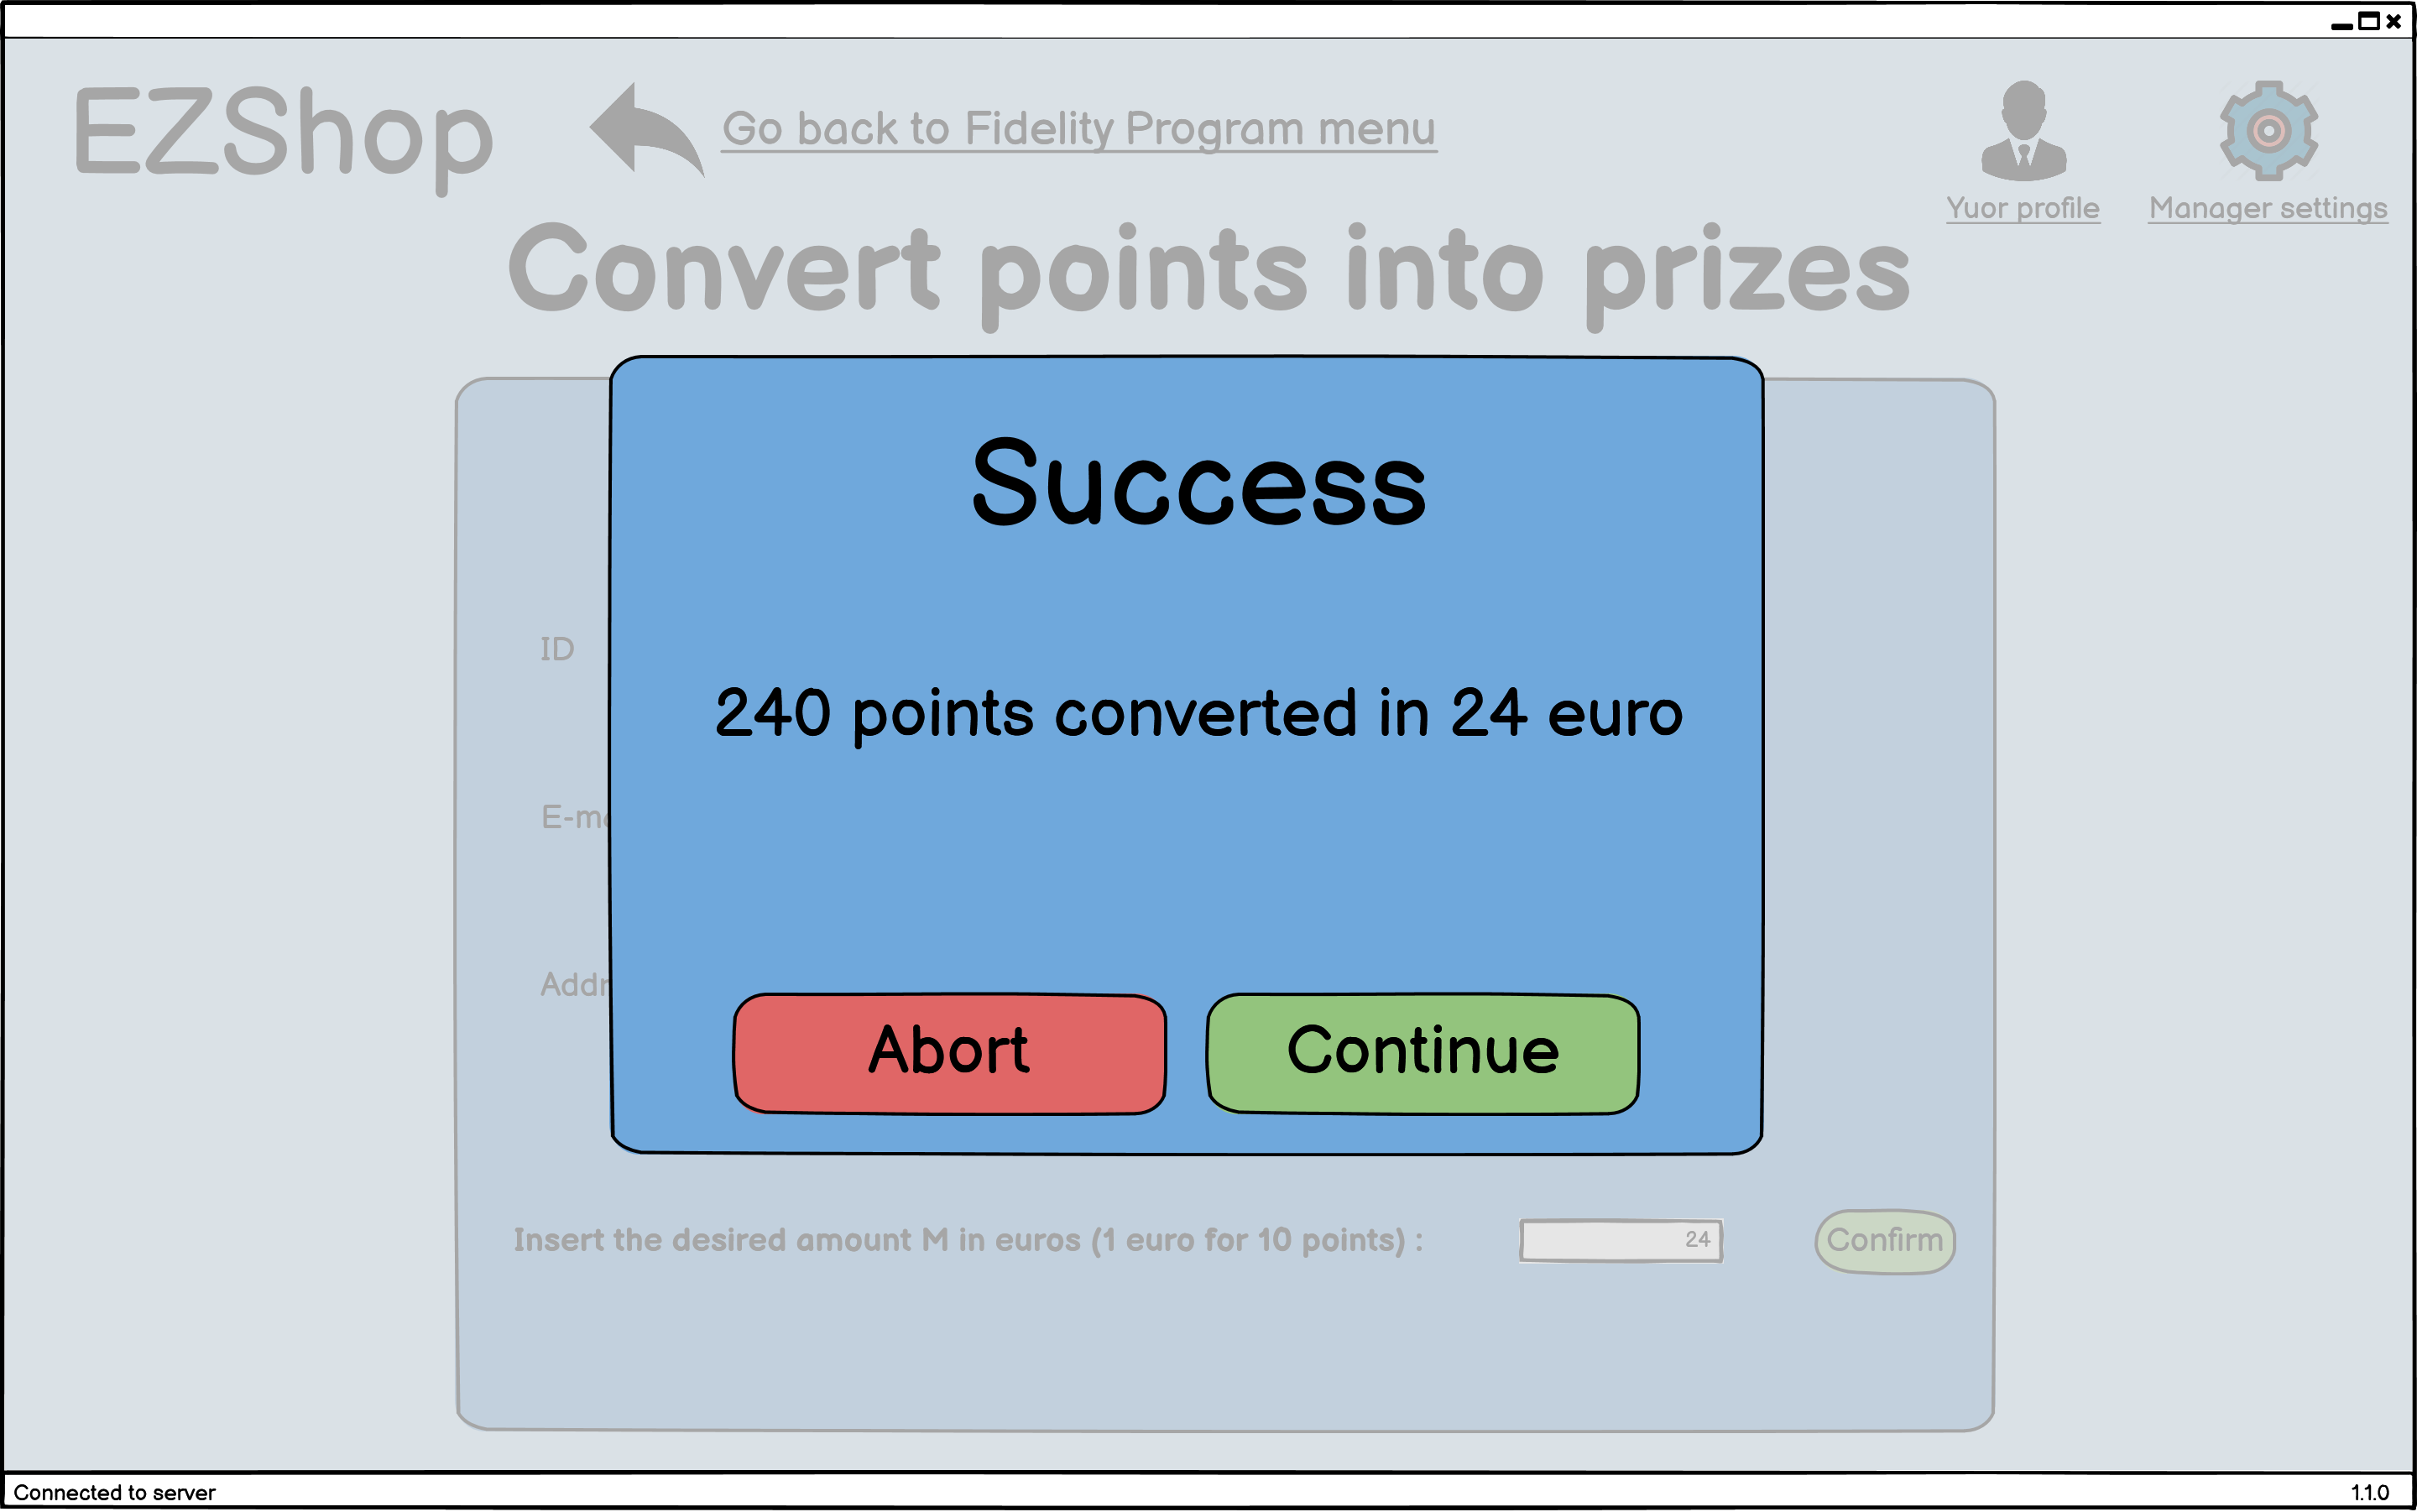 EZShop
Go back to Fidelity Program menu
Yuor profile
Manager settings
Convert points into prizes
Success
ID
240 points converted in 24 euro
E-m
Addr
Abort
Continue
Insert the desired amount M in euros (1 euro for 10 points) :
24
Confirm
Connected to server
1.1.0